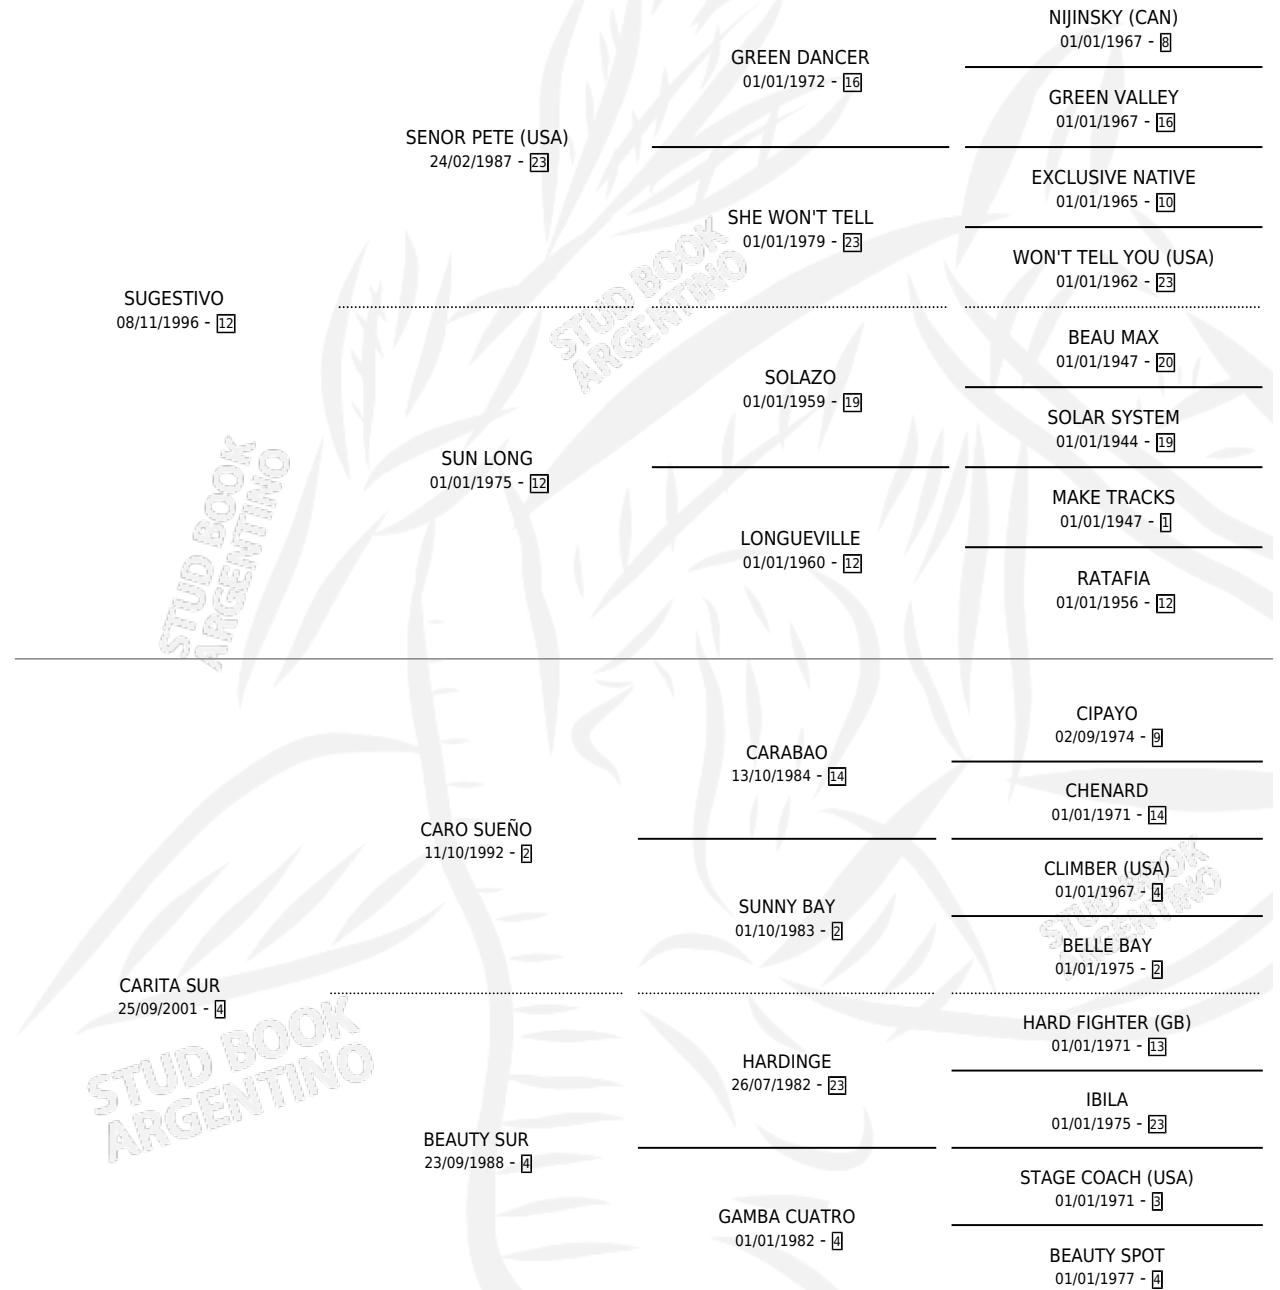 NIJINSKY (CAN)
01/01/1967 - 8
GREEN DANCER
01/01/1972 - 16
GREEN VALLEY
01/01/1967 - 16
SENOR PETE (USA)
24/02/1987 - 23
EXCLUSIVE NATIVE
01/01/1965 - 10
SHE WON'T TELL
01/01/1979 - 23
WON'T TELL YOU (USA)
01/01/1962 - 23
SUGESTIVO
08/11/1996 - 12
BEAU MAX
01/01/1947 - 20
SOLAZO
01/01/1959 - 19
SOLAR SYSTEM
01/01/1944 - 19
SUN LONG
01/01/1975 - 12
MAKE TRACKS
01/01/1947 - 1
LONGUEVILLE
01/01/1960 - 12
RATAFIA
01/01/1956 - 12
CIPAYO
02/09/1974 - 9
CARABAO
13/10/1984 - 14
CHENARD
01/01/1971 - 14
CARO SUEÑO
11/10/1992 - 2
CLIMBER (USA)
01/01/1967 - 4
SUNNY BAY
01/10/1983 - 2
BELLE BAY
01/01/1975 - 2
CARITA SUR
25/09/2001 - 4
HARD FIGHTER (GB)
01/01/1971 - 13
HARDINGE
26/07/1982 - 23
IBILA
01/01/1975 - 23
BEAUTY SUR
23/09/1988 - 4
STAGE COACH (USA)
01/01/1971 - 3
GAMBA CUATRO
01/01/1982 - 4
BEAUTY SPOT
01/01/1977 - 4
STUD BOOK
ARGENTINO
STUD BOOK
ARGENTINO
STUD BOOK
ARGENTINO
STUD BOOK
ARGENTINO